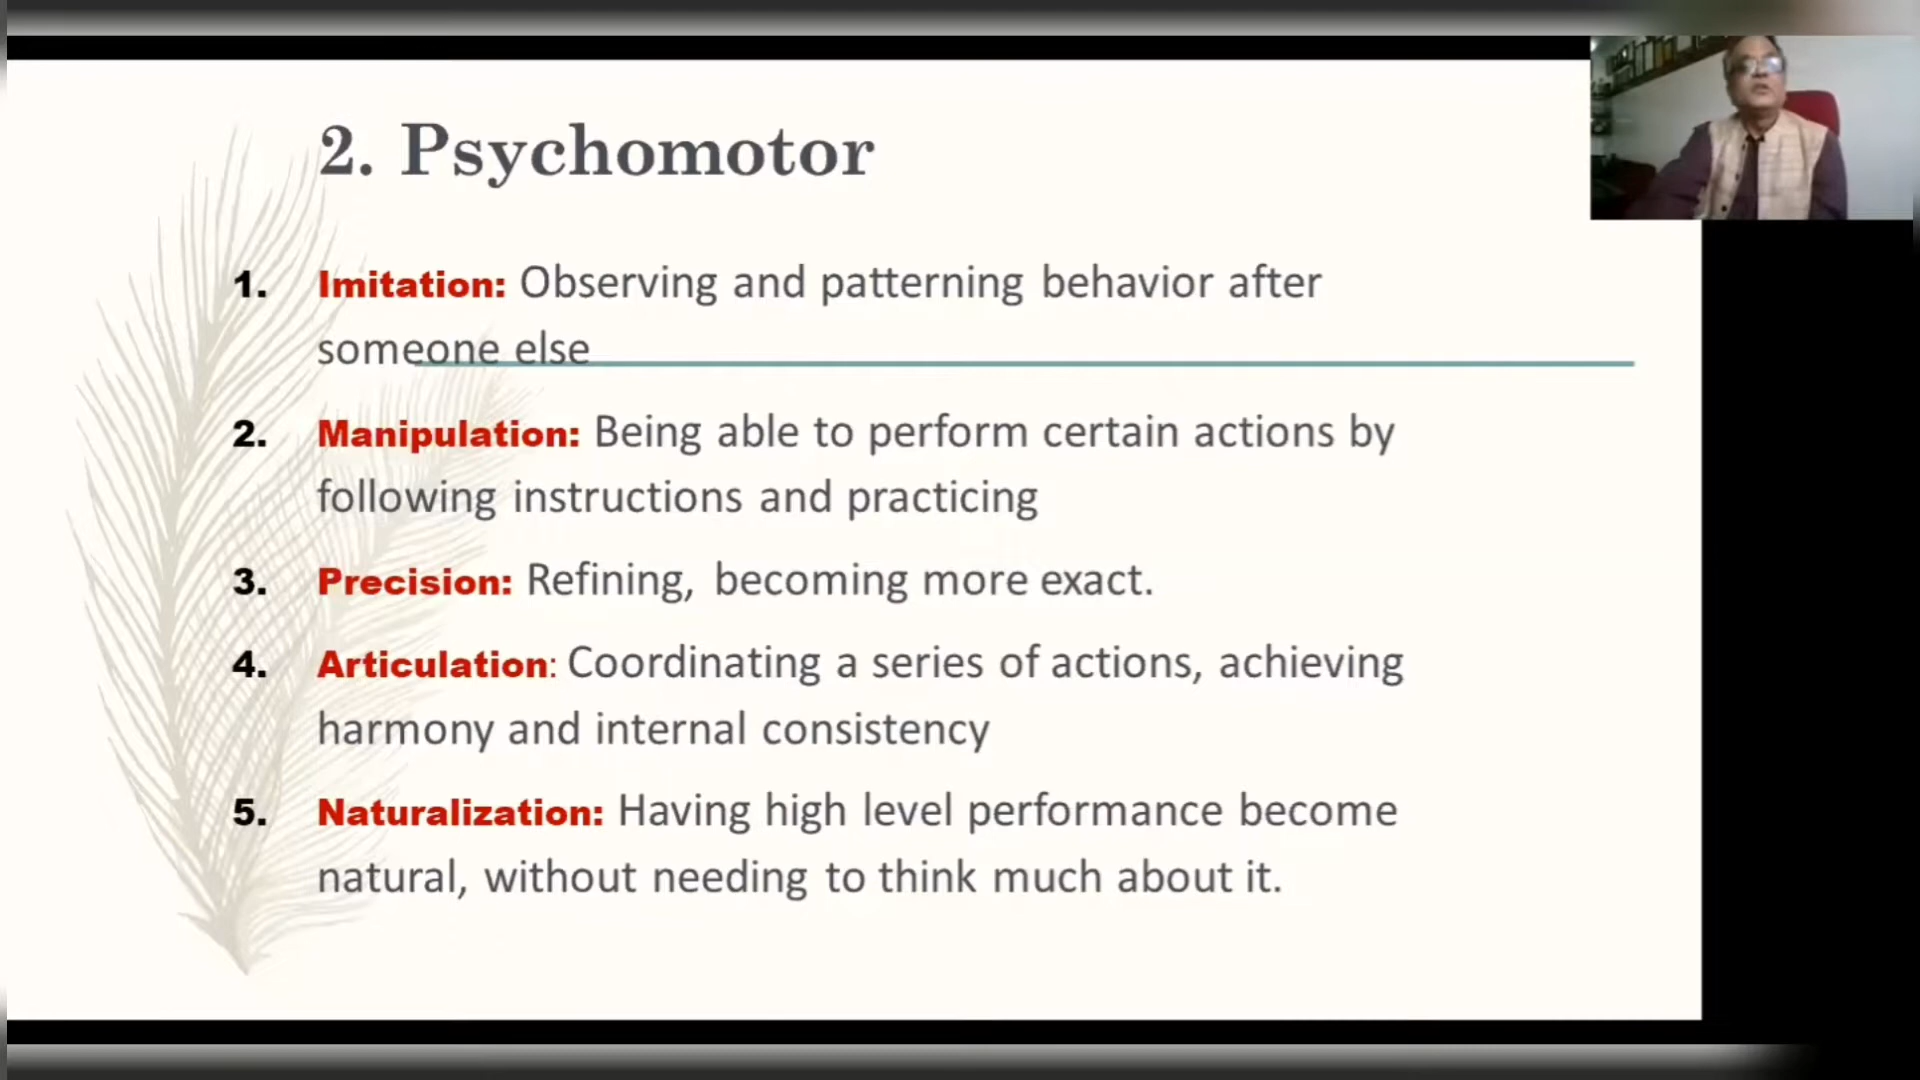 2. Psychomotor
1. Imitation: Observing and patterning behavior after
someone else
2. Manipulation: Being able to perform certain actions by
following instructions and practicing
3. Precision: Refining, becoming more exact.
4. Articulation: Coordinating a series of actions, achieving
harmony and internal consistency
5. Naturalization: Having high level performance become
natural, without needing to think much about it.